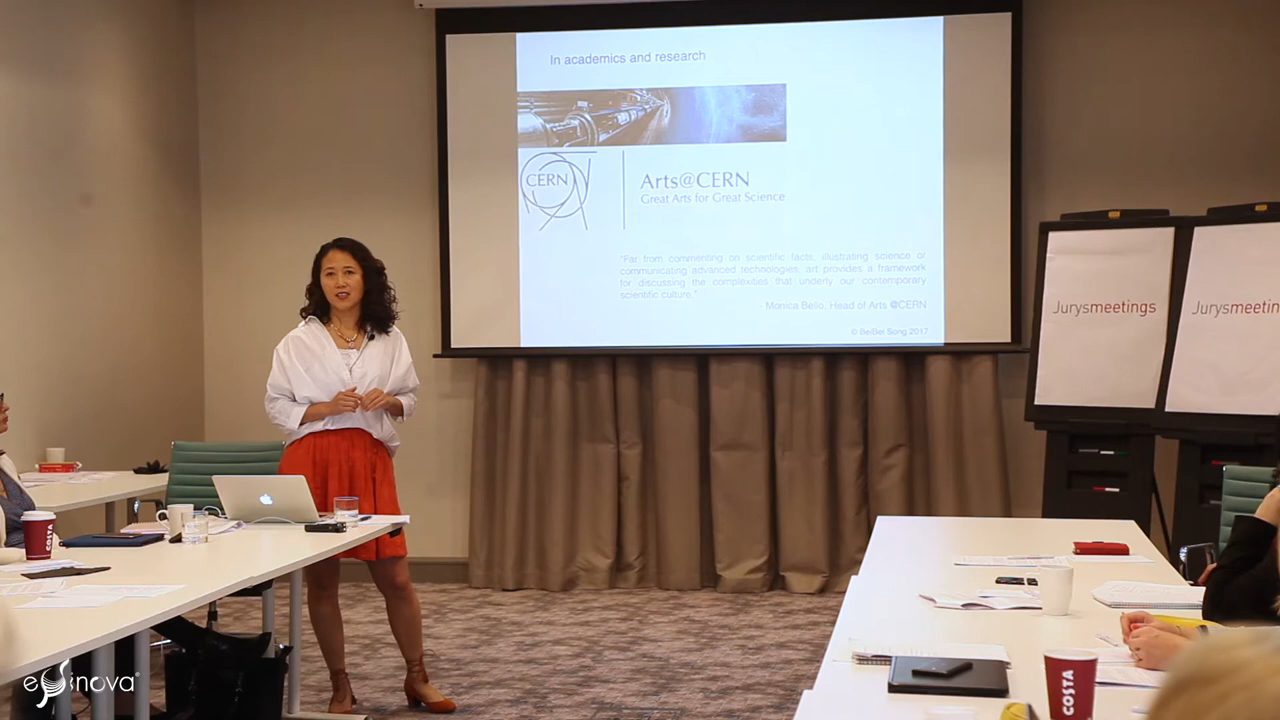 In academics and research
CERN
Arts@CERN
Great Arts for Great Science
"Far from commenting on scientific facts, illustrating science or
communicating advanced technologies, art provides a framework
for discussing the complexities that underly our contemporary
scientific culture."
- Monica Bello, Head of Arts @CERN
© BeiBei Song 2017
Jurysmeetings
Jurysmeetin
COSTA
COSTA
essinova